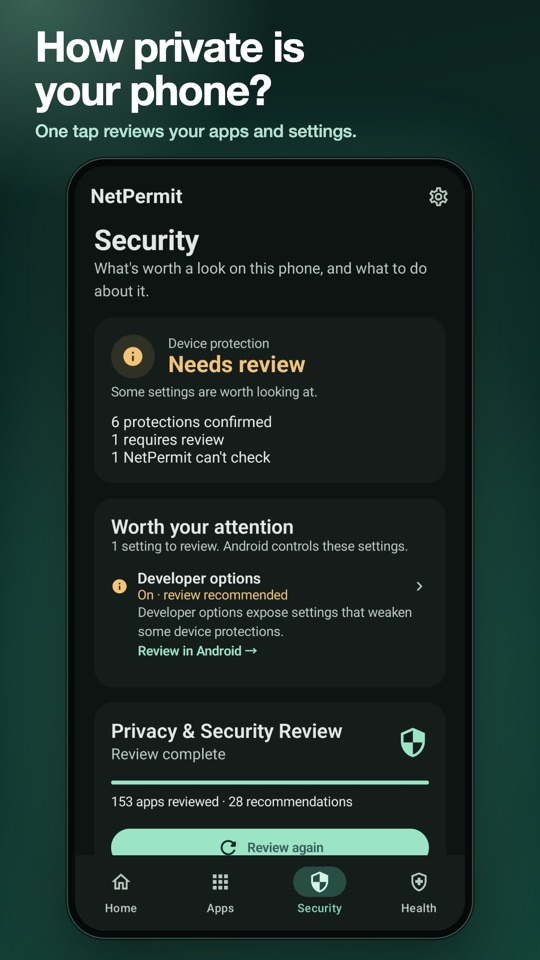 How private is
your phone?
One tap reviews your apps and settings.
NetPermit
Security
What's worth a look on this phone, and what to do
about it.
Device protection
Needs review
Some settings are worth looking at.
6 protections confirmed
1 requires review
1 NetPermit can't check
Worth your attention
1 setting to review. Android controls these settings.
Developer options
On · review recommended
Developer options expose settings that weaken
some device protections.
Review in Android →
Privacy & Security Review
Review complete
153 apps reviewed · 28 recommendations
Review again
Home Apps Security Health